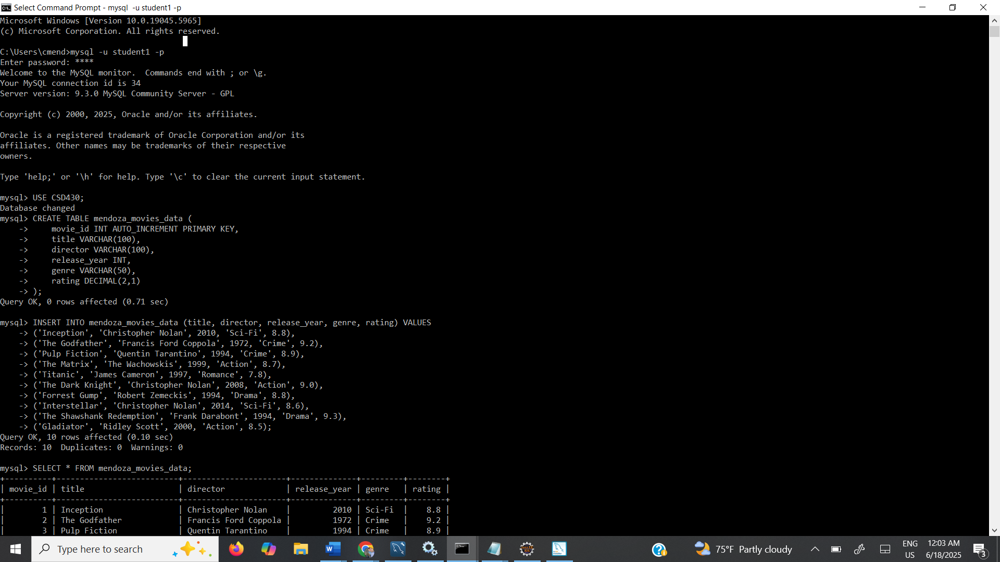 Select Command Prompt - mysql  -u student1 -p
Microsoft Windows [Version 10.0.19045.5965]
(c) Microsoft Corporation. All rights reserved.
C:\Users\cmend>mysql -u student1 -p
Enter password: ****
Welcome to the MySQL monitor.  Commands end with ; or \g.
Your MySQL connection id is 34
Server version: 9.3.0 MySQL Community Server - GPL
Copyright (c) 2000, 2025, Oracle and/or its affiliates.
Oracle is a registered trademark of Oracle Corporation and/or its
affiliates. Other names may be trademarks of their respective
owners.
Type 'help;' or '\h' for help. Type '\c' to clear the current input statement.
mysql> USE CSD430;
Database changed
mysql> CREATE TABLE mendoza_movies_data (
    ->     movie_id INT AUTO_INCREMENT PRIMARY KEY,
    ->     title VARCHAR(100),
    ->     director VARCHAR(100),
    ->     release_year INT,
    ->     genre VARCHAR(50),
    ->     rating DECIMAL(2,1)
    -> );
Query OK, 0 rows affected (0.71 sec)
mysql> INSERT INTO mendoza_movies_data (title, director, release_year, genre, rating) VALUES
    -> ('Inception', 'Christopher Nolan', 2010, 'Sci-Fi', 8.8),
    -> ('The Godfather', 'Francis Ford Coppola', 1972, 'Crime', 9.2),
    -> ('Pulp Fiction', 'Quentin Tarantino', 1994, 'Crime', 8.9),
    -> ('The Matrix', 'The Wachowskis', 1999, 'Action', 8.7),
    -> ('Titanic', 'James Cameron', 1997, 'Romance', 7.8),
    -> ('The Dark Knight', 'Christopher Nolan', 2008, 'Action', 9.0),
    -> ('Forrest Gump', 'Robert Zemeckis', 1994, 'Drama', 8.8),
    -> ('Interstellar', 'Christopher Nolan', 2014, 'Sci-Fi', 8.6),
    -> ('The Shawshank Redemption', 'Frank Darabont', 1994, 'Drama', 9.3),
    -> ('Gladiator', 'Ridley Scott', 2000, 'Action', 8.5);
Query OK, 10 rows affected (0.10 sec)
Records: 10  Duplicates: 0  Warnings: 0
mysql> SELECT * FROM mendoza_movies_data;
+----------+--------------------------+----------------------+--------------+---------+--------+
| movie_id | title                    | director             | release_year | genre   | rating |
+----------+--------------------------+----------------------+--------------+---------+--------+
|        1 | Inception                | Christopher Nolan    |         2010 | Sci-Fi  |    8.8 |
|        2 | The Godfather            | Francis Ford Coppola |         1972 | Crime   |    9.2 |
|        3 | Pulp Fiction             | Quentin Tarantino    |         1994 | Crime   |    8.9 |
Type here to search
75°F  Partly cloudy
ENG
US
12:03 AM
6/18/2025
3